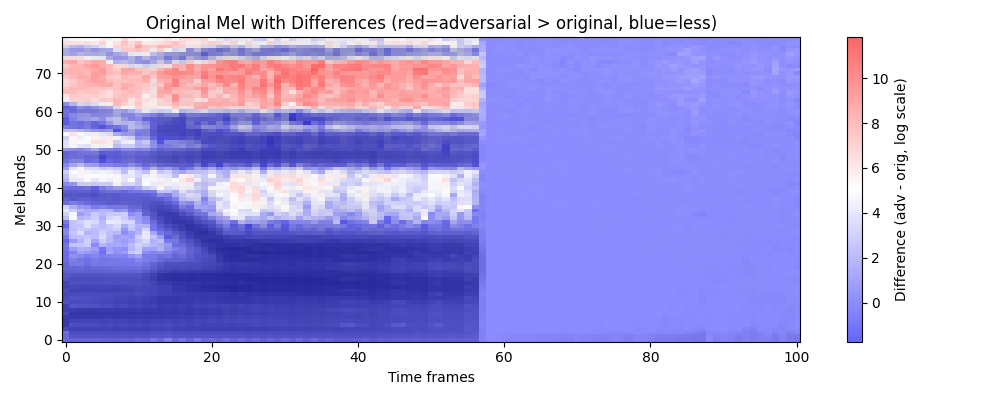 Original Mel with Differences (red=adversarial > original, blue=less)
Mel bands
70
60
50
40
30
20
10
0
0 20 40 60 80 100
Time frames
10
8
6
4
2
0
Difference (adv - orig, log scale)